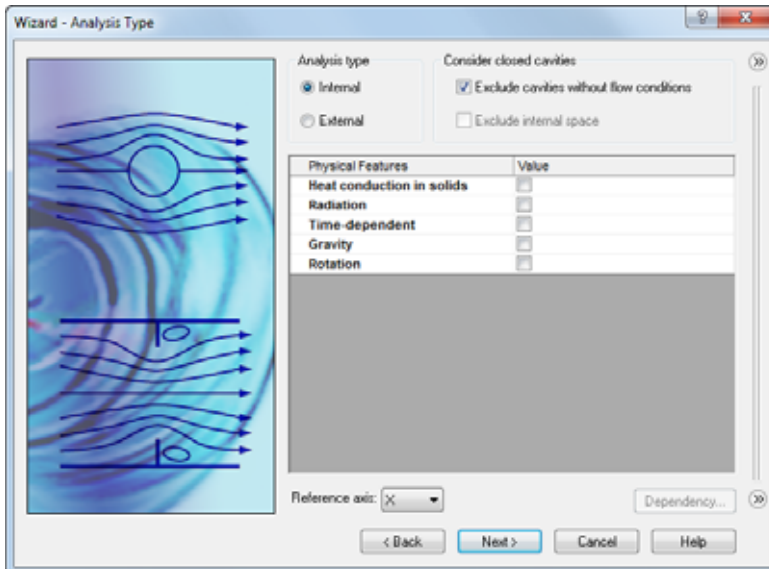 Wizard - Analysis Type
Analysis type
Internal
External
Consider closed cavities
Exclude cavities without flow conditions
Exclude internal space
Physical Features Value
Heat conduction in solids
Radiation
Time-dependent
Gravity
Rotation
Reference axis: X
Dependency...
< Back Next > Cancel Help